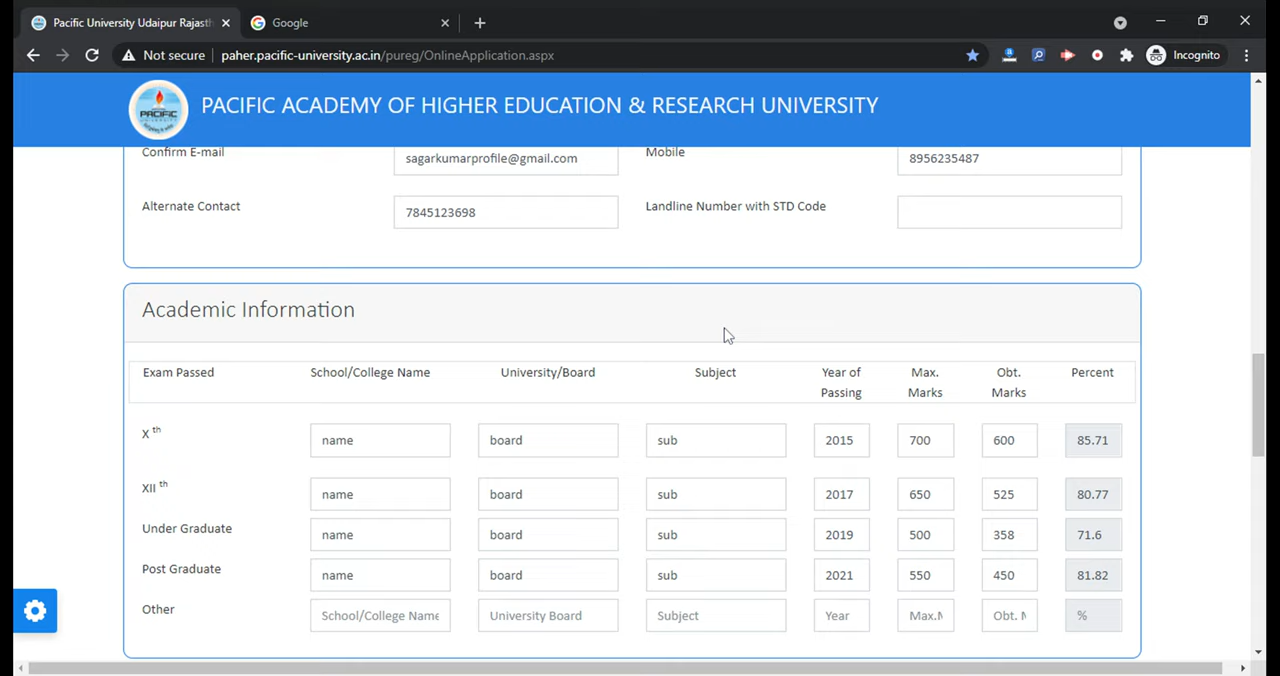 Pacific University Udaipur Rajasth
Google
Not secure
paher.pacific-university.ac.in/pureg/OnlineApplication.aspx
Incognito
PACIFIC
PACIFIC ACADEMY OF HIGHER EDUCATION & RESEARCH UNIVERSITY
Confirm E-mail sagarkumarprofile@gmail.com Mobile 8956235487
Alternate Contact 7845123698 Landline Number with STD Code
Academic Information
Exam Passed School/College Name University/Board Subject Year of Passing Max. Marks Obt. Marks Percent
X th name board sub 2015 700 600 85.71
XII th name board sub 2017 650 525 80.77
Under Graduate name board sub 2019 500 358 71.6
Post Graduate name board sub 2021 550 450 81.82
Other School/College Name University Board Subject Year Max.M Obt. M %